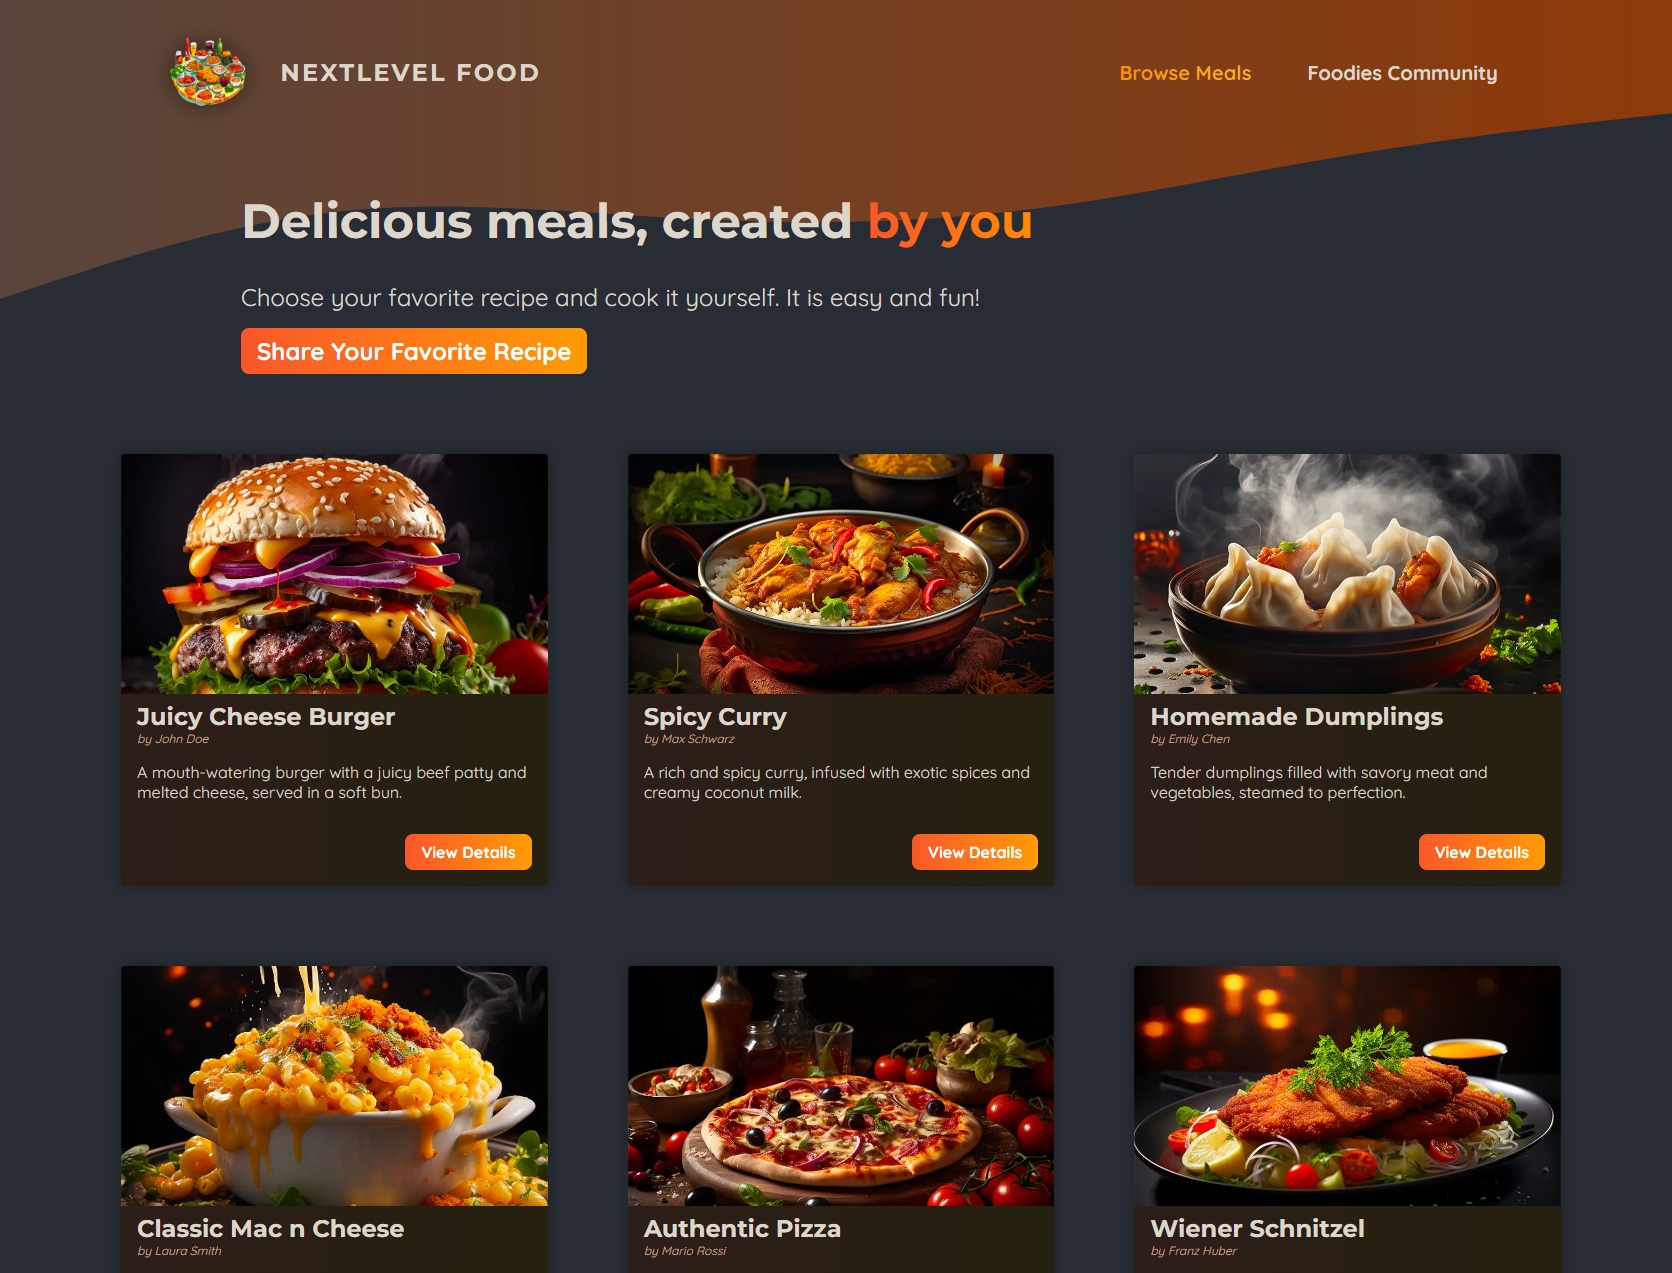 NEXTLEVEL FOOD
Browse Meals
Foodies Community
Delicious meals, created by you
Choose your favorite recipe and cook it yourself. It is easy and fun!
Share Your Favorite Recipe
Juicy Cheese Burger
by John Doe
A mouth-watering burger with a juicy beef patty and
melted cheese, served in a soft bun.
View Details
Spicy Curry
by Max Schwarz
A rich and spicy curry, infused with exotic spices and
creamy coconut milk.
View Details
Homemade Dumplings
by Emily Chen
Tender dumplings filled with savory meat and
vegetables, steamed to perfection.
View Details
Classic Mac n Cheese
by Laura Smith
Authentic Pizza
by Mario Rossi
Wiener Schnitzel
by Franz Huber